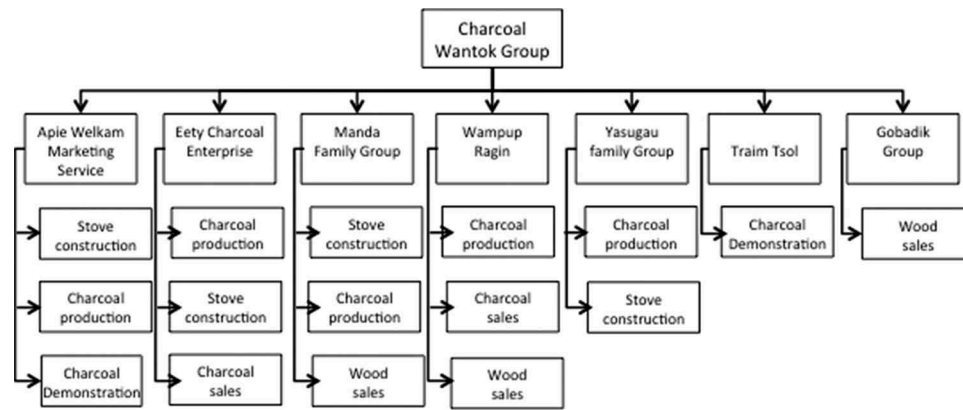 Charcoal
Wantok Group
Apie Welkam
Marketing
Service
Eety Charcoal
Enterprise
Manda
Family Group
Wampup
Ragin
Yasugau
family Group
Traim Tsol
Gobadik
Group
Stove
construction
Charcoal
production
Stove
construction
Charcoal
production
Charcoal
production
Charcoal
Demonstration
Wood
sales
Charcoal
production
Stove
construction
Charcoal
production
Charcoal
sales
Stove
construction
Charcoal
Demonstration
Charcoal
sales
Wood
sales
Wood
sales